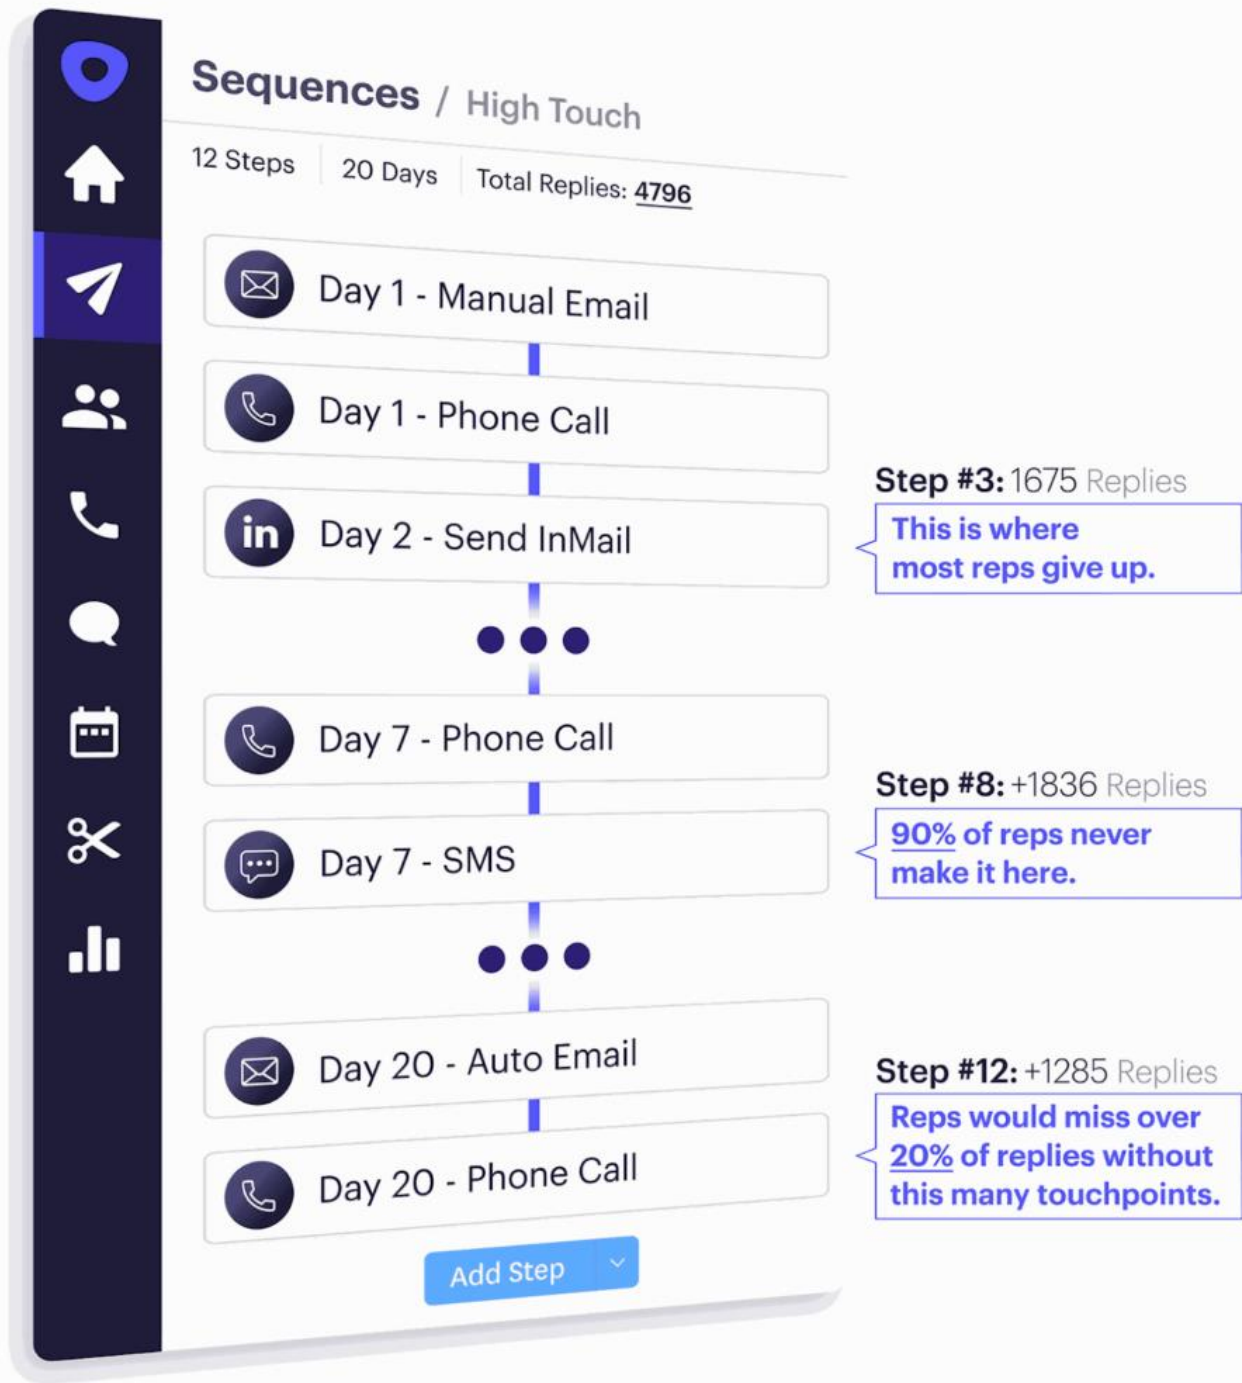 Sequences / High Touch
12 Steps 20 Days Total Replies: 4796
Day 1 - Manual Email
Day 1 - Phone Call
in Day 2 - Send InMail
Step #3: 1675 Replies
This is where
most reps give up.
Day 7 - Phone Call
Day 7 - SMS
Step #8: +1836 Replies
90% of reps never
make it here.
Day 20 - Auto Email
Day 20 - Phone Call
Step #12: +1285 Replies
Reps would miss over
20% of replies without
this many touchpoints.
Add Step